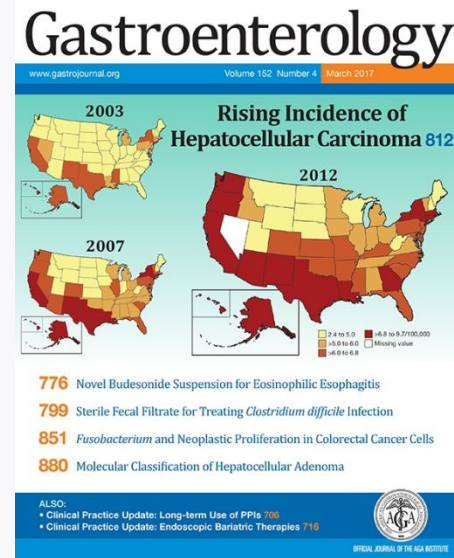 Gastroenterology
www.gastrojournal.org Volume 152 Number 4 March 2017
2003
Rising Incidence of
Hepatocellular Carcinoma 812
2012
2007
2.4 to 5.0
>5.0 to 6.0
>6.0 to 6.8
>6.8 to 9.7/100,000
Missing value
776 Novel Budesonide Suspension for Eosinophilic Esophagitis
799 Sterile Fecal Filtrate for Treating Clostridium difficile Infection
851 Fusobacterium and Neoplastic Proliferation in Colorectal Cancer Cells
880 Molecular Classification of Hepatocellular Adenoma
ALSO:
• Clinical Practice Update: Long-term Use of PPIs 706
• Clinical Practice Update: Endoscopic Bariatric Therapies 716
AGA
OFFICIAL JOURNAL OF THE AGA INSTITUTE